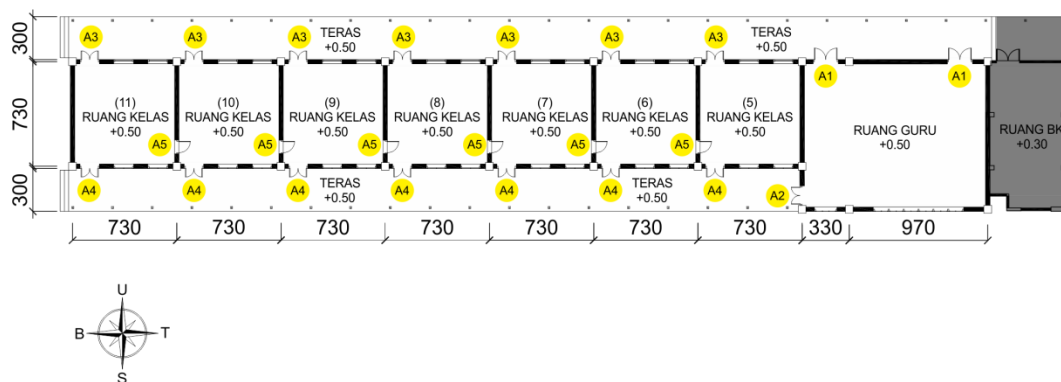 300
730
300
A3
A3
A3
A3
A3
A3
A3
TERAS
+0.50
TERAS
+0.50
A1
A1
(11)
RUANG KELAS
+0.50
(10)
RUANG KELAS
+0.50
(9)
RUANG KELAS
+0.50
(8)
RUANG KELAS
+0.50
(7)
RUANG KELAS
+0.50
(6)
RUANG KELAS
+0.50
(5)
RUANG KELAS
+0.50
RUANG GURU
+0.50
RUANG BK
+0.30
A5
A5
A5
A5
A5
A5
A4
A4
A4
A4
A4
A4
A4
TERAS
+0.50
TERAS
+0.50
A2
730
730
730
730
730
730
730
330
970
U
B
T
S